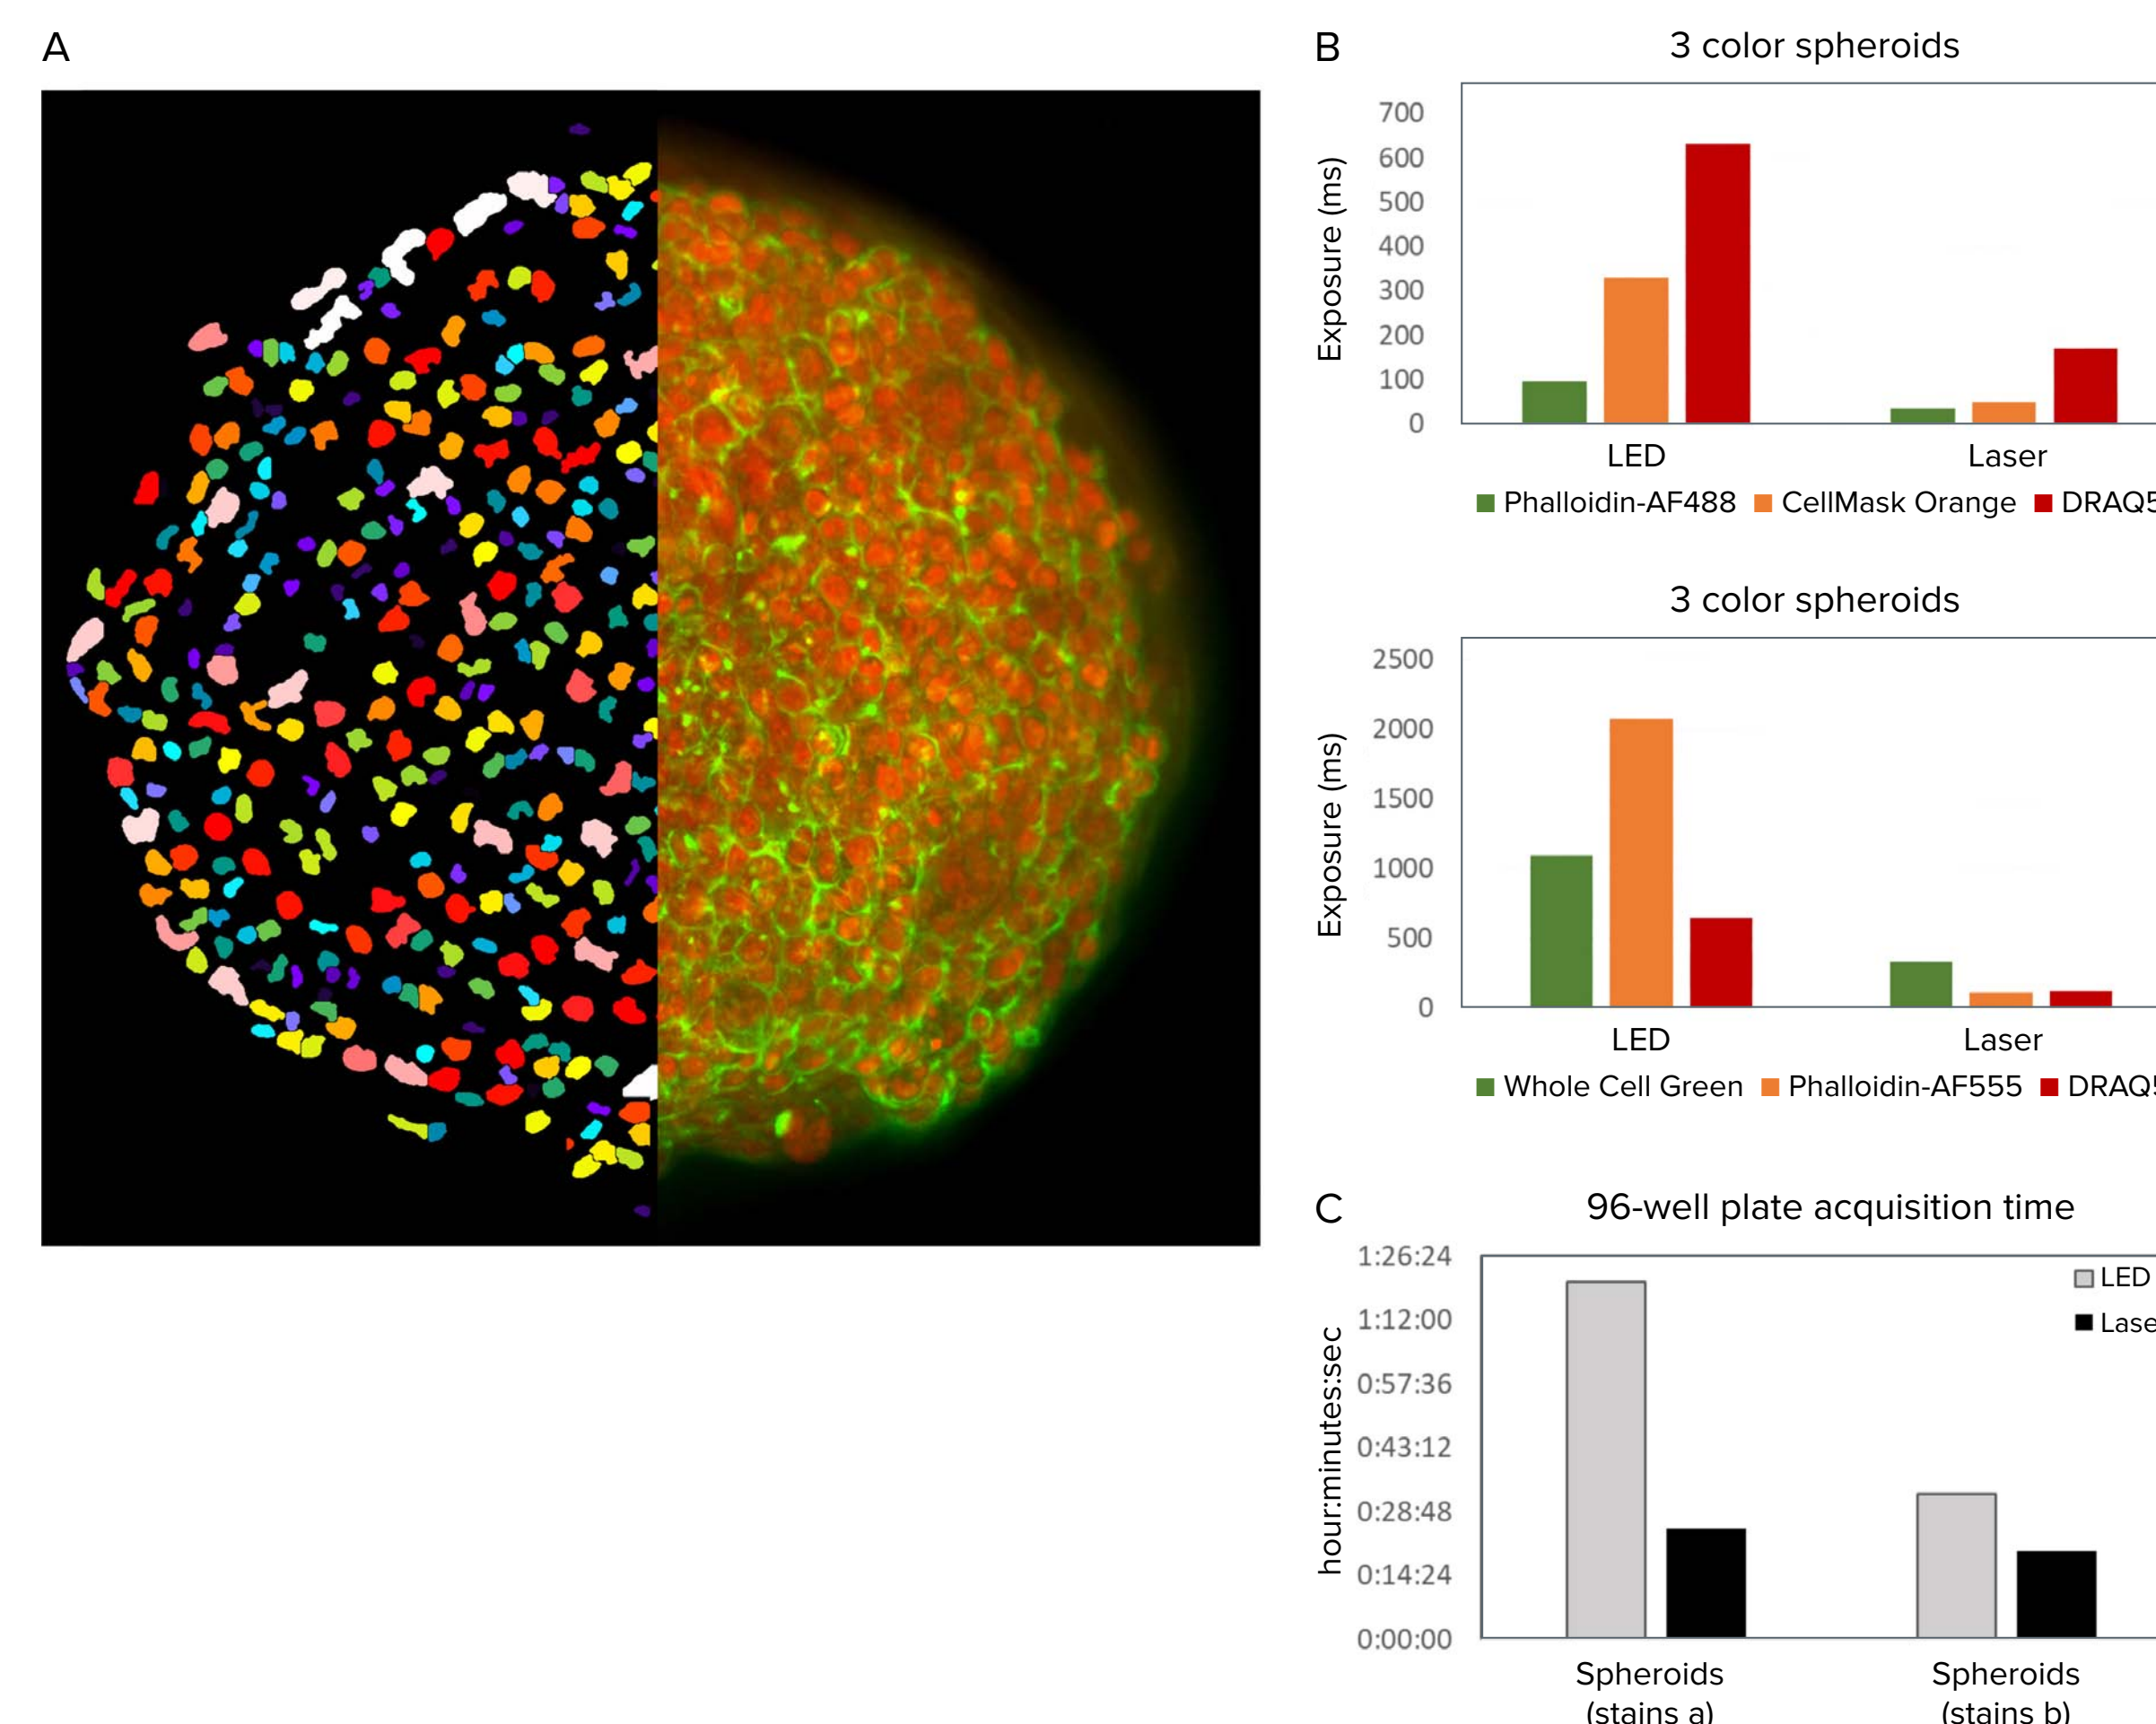 A
B
3 color spheroids
Exposure (ms)
700
600
500
400
300
200
100
0
LED
Laser
Phalloidin-AF488
CellMask Orange
DRAQ5
3 color spheroids
Exposure (ms)
2500
2000
1500
1000
500
0
LED
Laser
Whole Cell Green
Phalloidin-AF555
DRAQ5
C
96-well plate acquisition time
hour:minutes:sec
1:26:24
1:12:00
0:57:36
0:43:12
0:28:48
0:14:24
0:00:00
LED
Lase
Spheroids
(stains a)
Spheroids
(stains b)